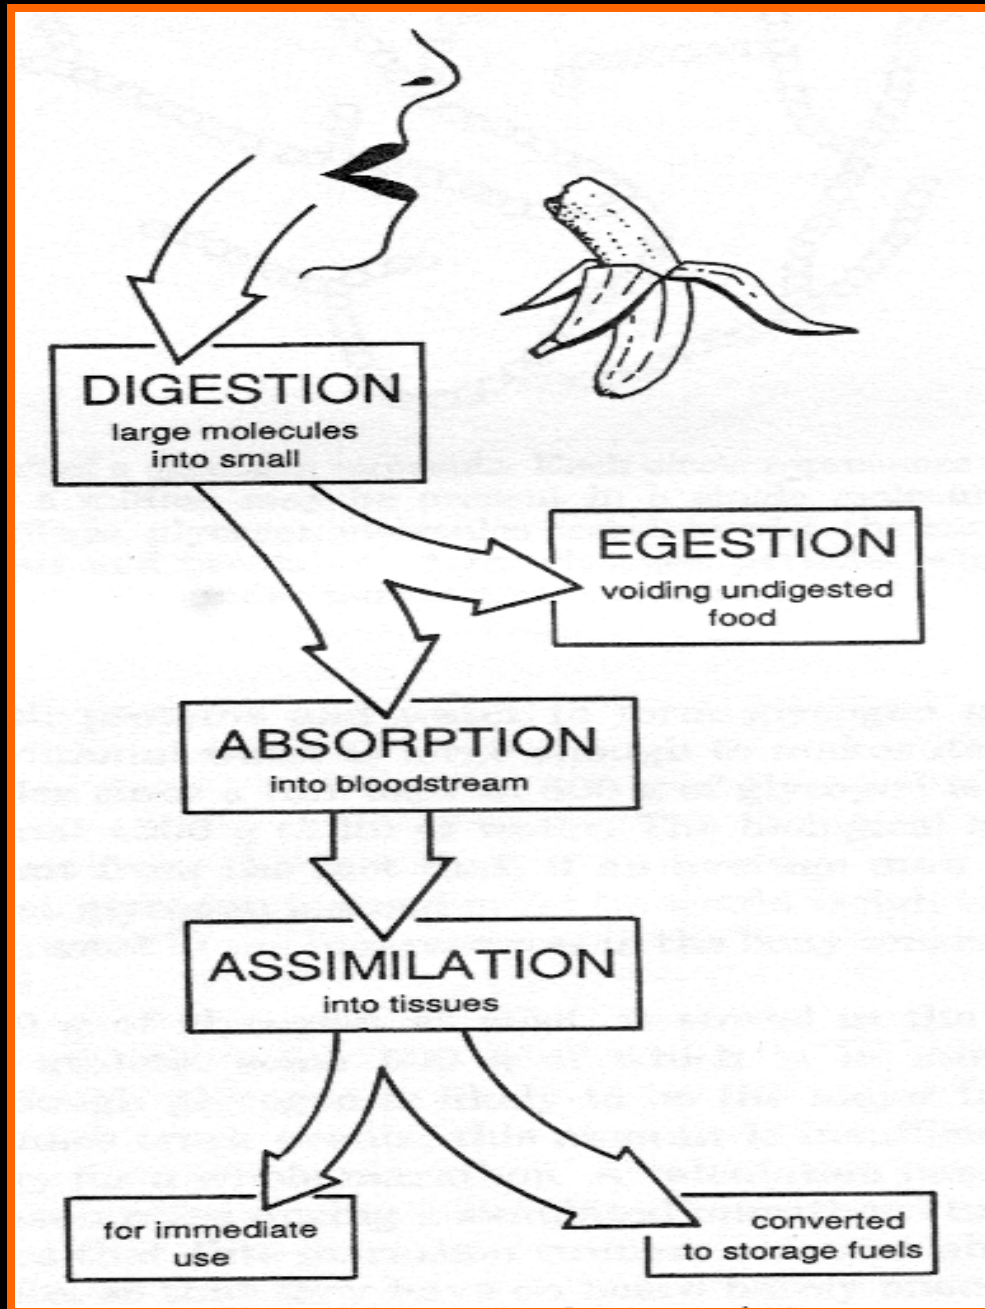 DIGESTION
large molecules
into small
EGESTION
voiding undigested
food
ABSORPTION
into bloodstream
ASSIMILATION
into tissues
for immediate
use
converted
to storage fuels